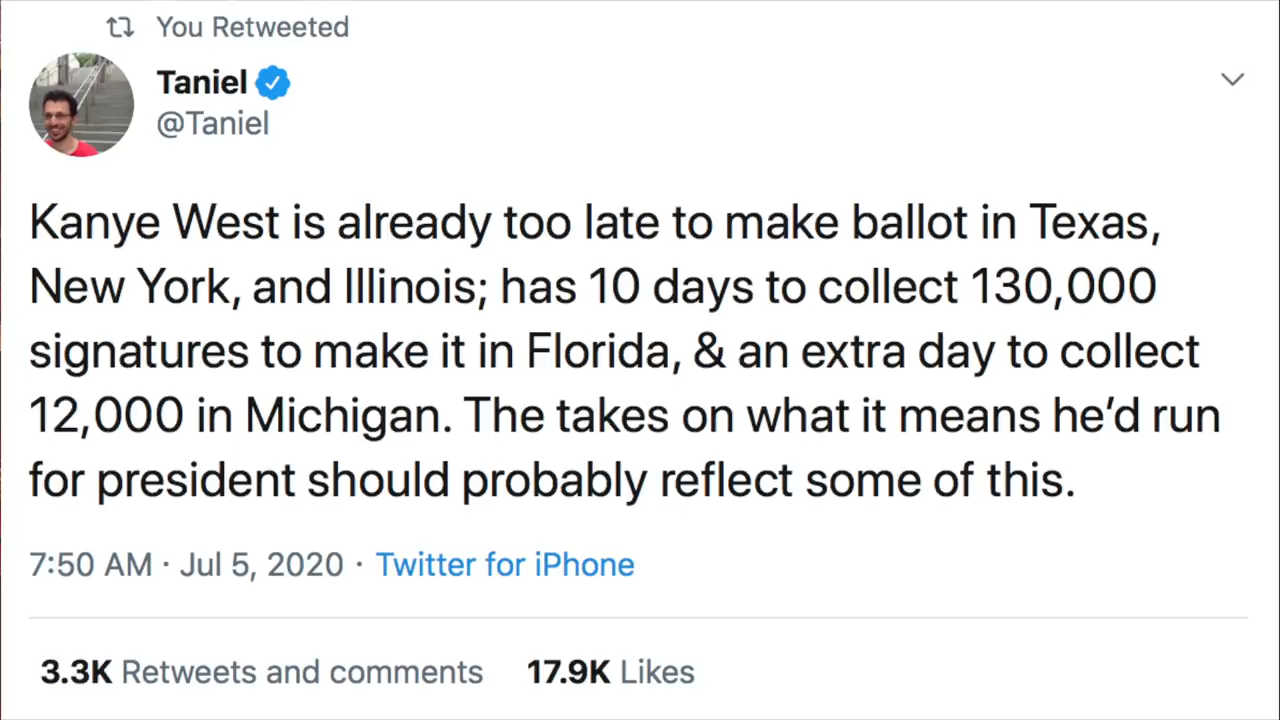 You Retweeted
Taniel
@Taniel
Kanye West is already too late to make ballot in Texas,
New York, and Illinois; has 10 days to collect 130,000
signatures to make it in Florida, & an extra day to collect
12,000 in Michigan. The takes on what it means he’d run
for president should probably reflect some of this.
7:50 AM · Jul 5, 2020 · Twitter for iPhone
3.3K Retweets and comments 17.9K Likes